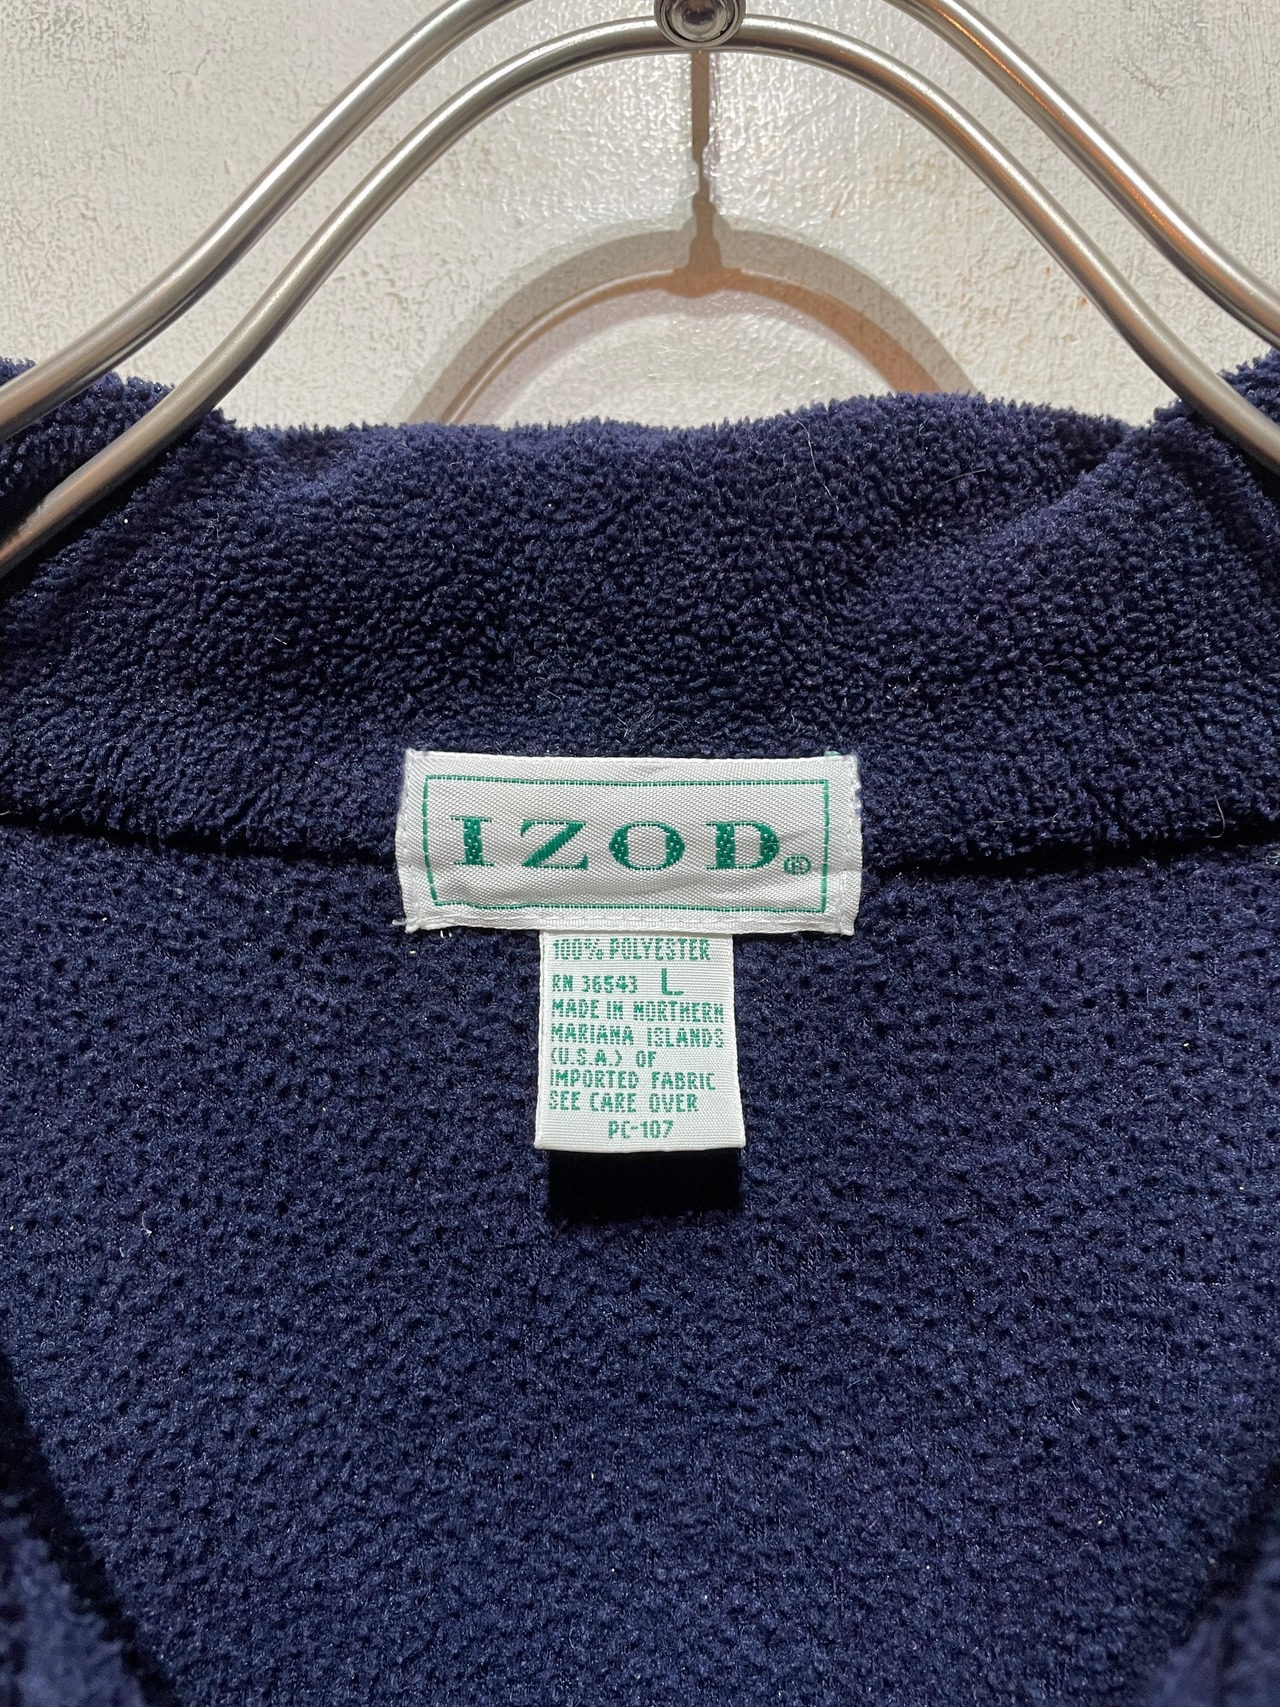 IZOD®
100% POLYESTER
RN 36543 L
MADE IN NORTHERN
MARIANA ISLANDS
(U.S.A.) OF
IMPORTED FABRIC
SEE CARE OVER
PC-107